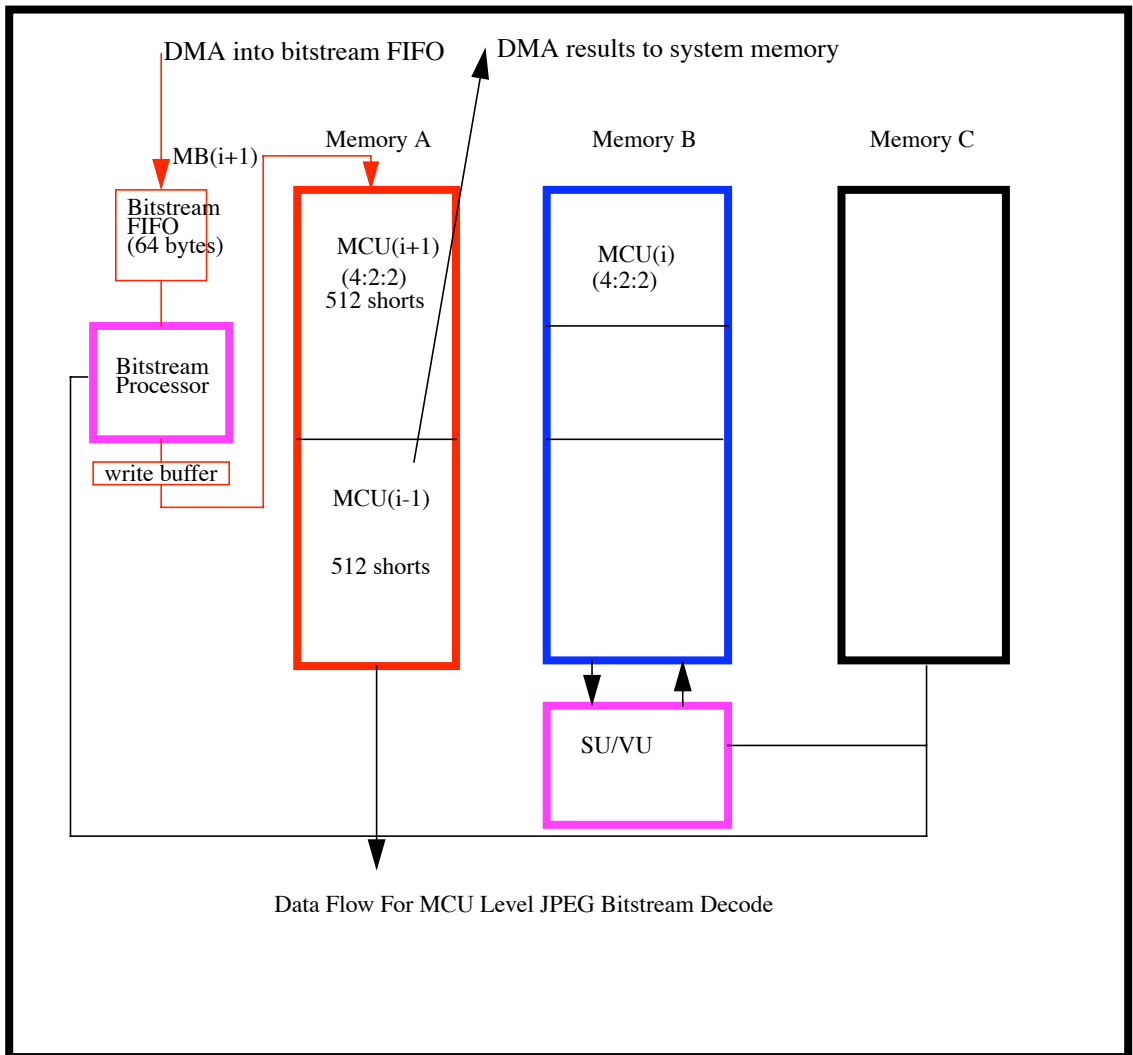 DMA into bitstream FIFO
DMA results to system memory
Memory A
Memory B
Memory C
MB(i+1)
Bitstream
FIFO
(64 bytes)
MCU(i+1)
(4:2:2)
512 shorts
MCU(i)
(4:2:2)
Bitstream
Processor
write buffer
MCU(i-1)
512 shorts
SU/VU
Data Flow For MCU Level JPEG Bitstream Decode